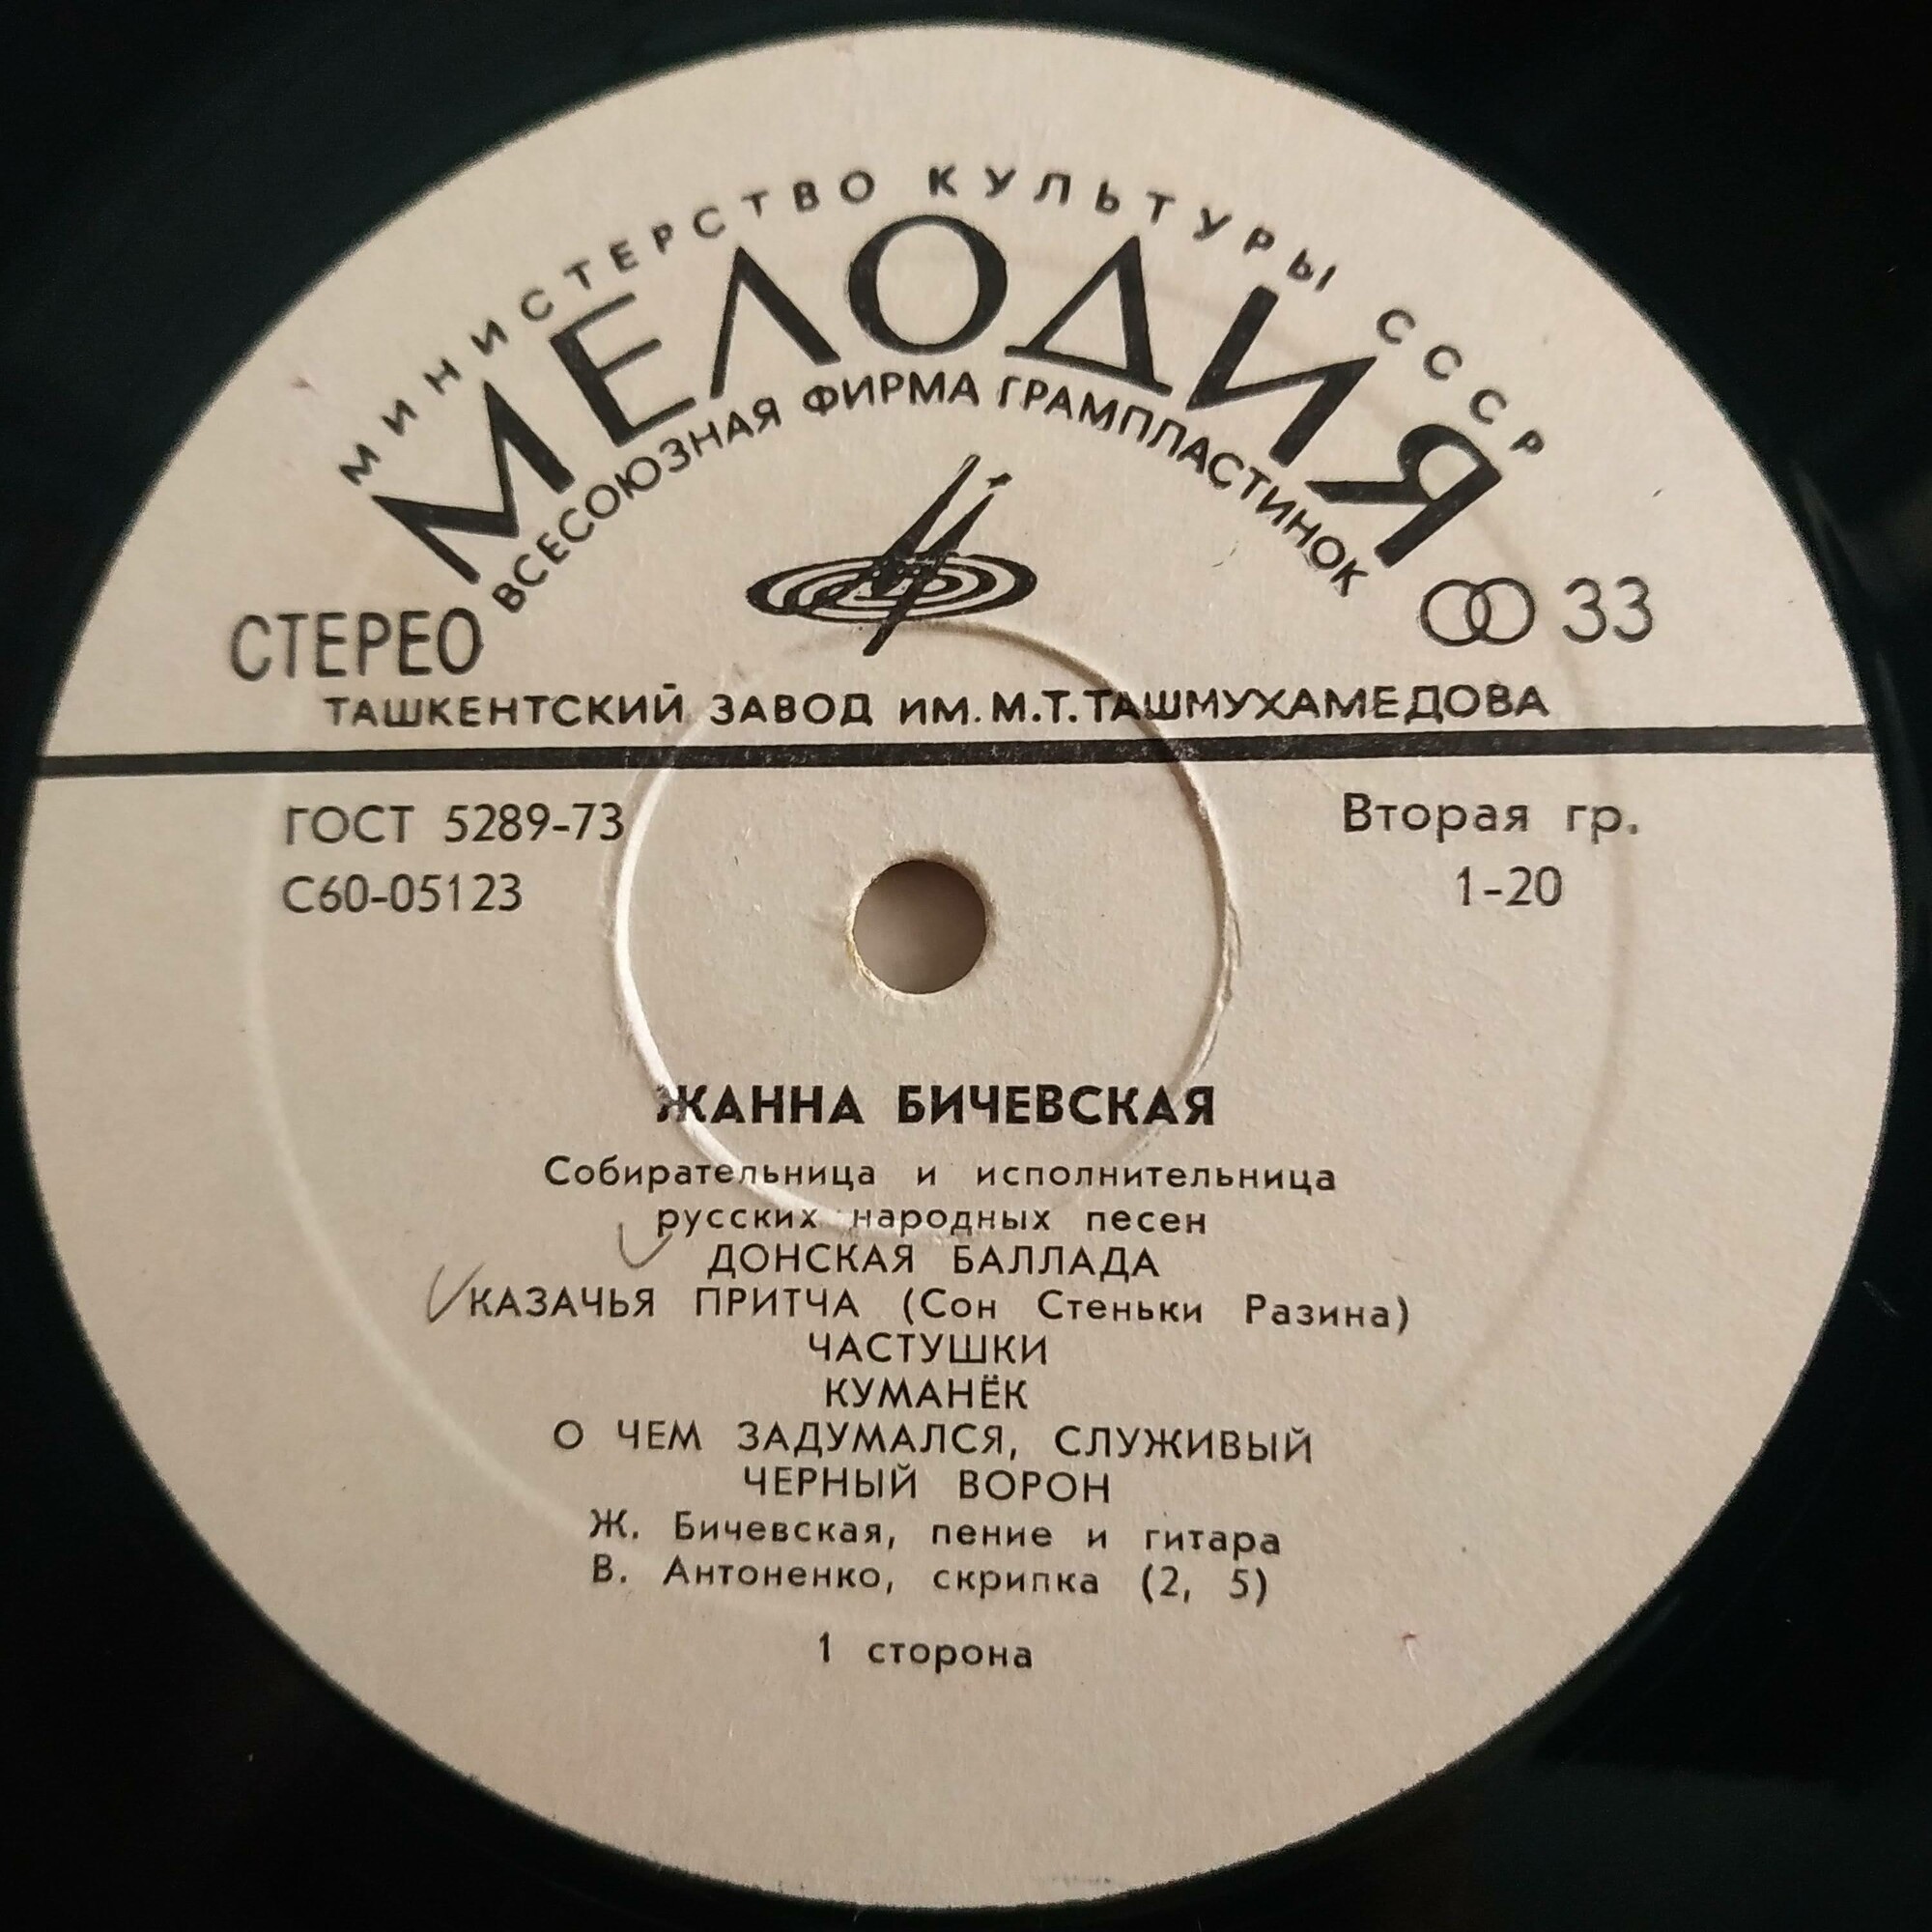 МИНИСТЕРСТВО КУЛЬТУРЫ СССР
МЕЛОДИЯ
ВСЕСОЮЗНАЯ ФИРМА ГРАМПЛАСТИНОК
СТЕРЕО
33
ТАШКЕНТСКИЙ ЗАВОД ИМ. М.Т.ТАШМУХАМЕДОВА
ГОСТ 5289-73
Вторая гр.
С60-05123
1-20
ЖАННА БИЧЕВСКАЯ
Собирательница и исполнительница
русских народных песен
ДОНСКАЯ БАЛЛАДА
КАЗАЧЬЯ ПРИТЧА (Сон Стеньки Разина)
ЧАСТУШКИ
КУМАНЁК
О ЧЕМ ЗАДУМАЛСЯ, СЛУЖИВЫЙ
ЧЕРНЫЙ ВОРОН
Ж. Бичевская, пение и гитара
В. Антоненко, скрипка (2, 5)
1 сторона